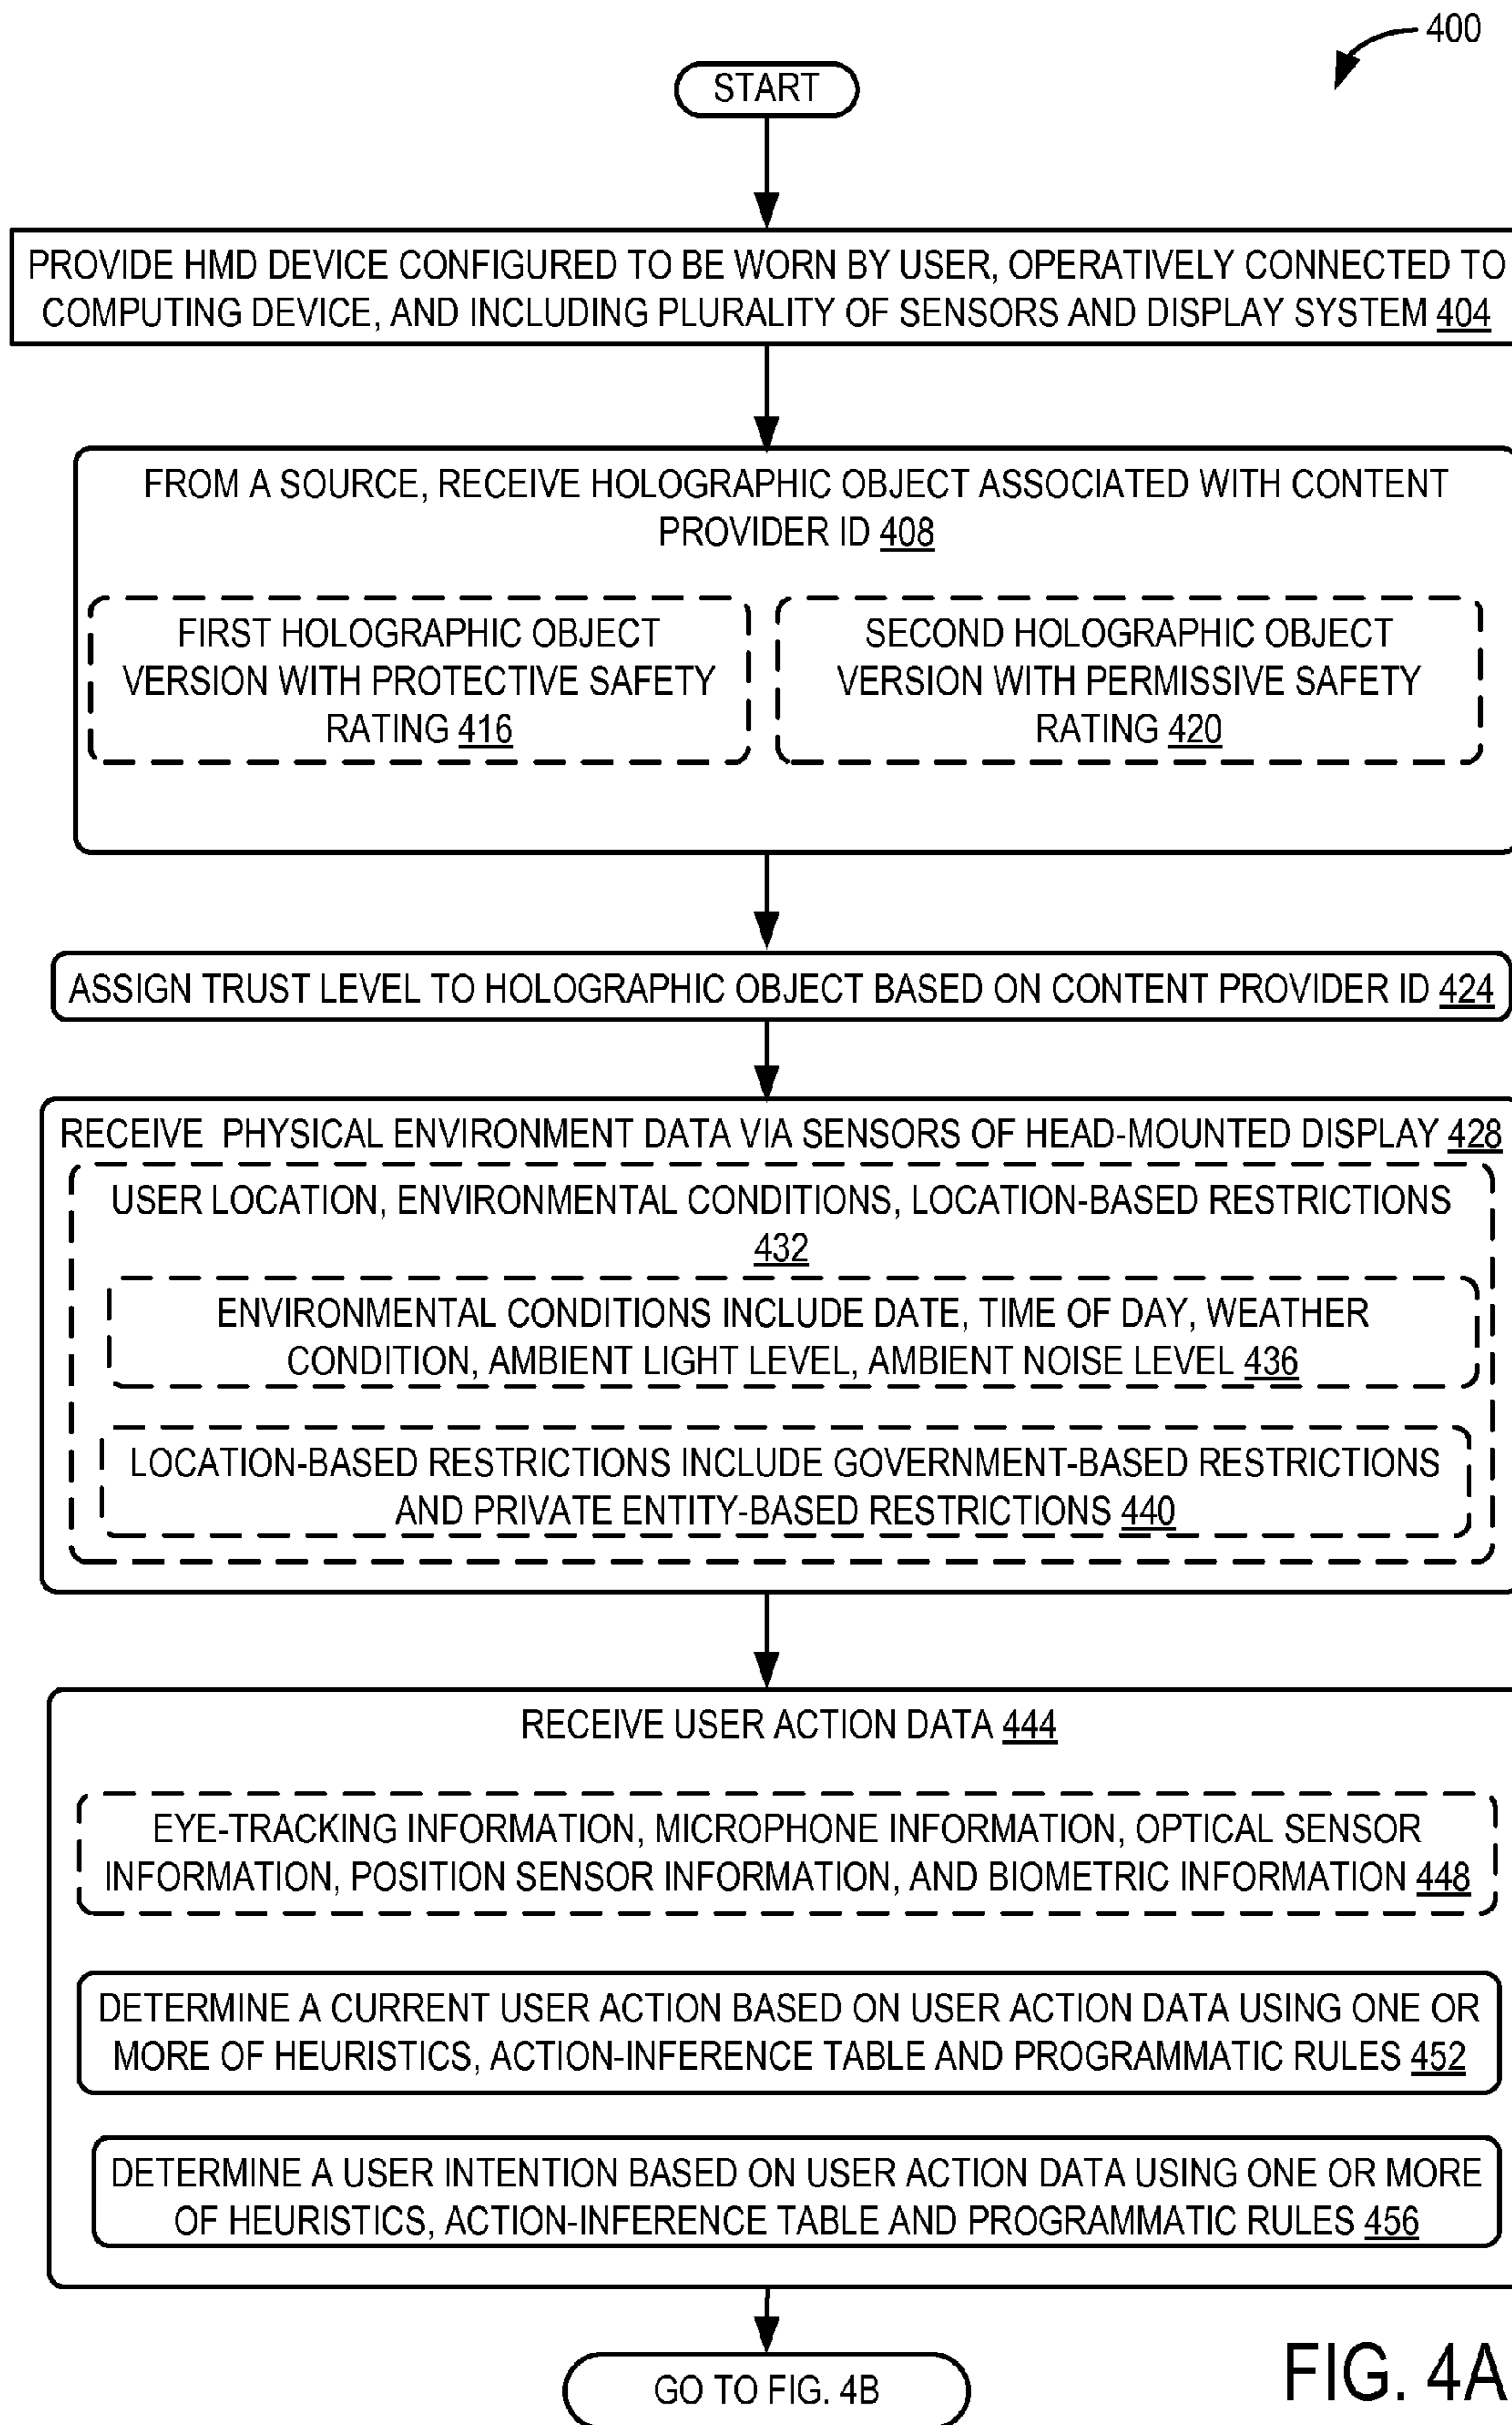 400
START
PROVIDE HMD DEVICE CONFIGURED TO BE WORN BY USER, OPERATIVELY CONNECTED TO
COMPUTING DEVICE, AND INCLUDING PLURALITY OF SENSORS AND DISPLAY SYSTEM 404
FROM A SOURCE, RECEIVE HOLOGRAPHIC OBJECT ASSOCIATED WITH CONTENT
PROVIDER ID 408
FIRST HOLOGRAPHIC OBJECT
VERSION WITH PROTECTIVE SAFETY
RATING 416
SECOND HOLOGRAPHIC OBJECT
VERSION WITH PERMISSIVE SAFETY
RATING 420
ASSIGN TRUST LEVEL TO HOLOGRAPHIC OBJECT BASED ON CONTENT PROVIDER ID 424
RECEIVE PHYSICAL ENVIRONMENT DATA VIA SENSORS OF HEAD-MOUNTED DISPLAY 428
USER LOCATION, ENVIRONMENTAL CONDITIONS, LOCATION-BASED RESTRICTIONS
432
ENVIRONMENTAL CONDITIONS INCLUDE DATE, TIME OF DAY, WEATHER
CONDITION, AMBIENT LIGHT LEVEL, AMBIENT NOISE LEVEL 436
LOCATION-BASED RESTRICTIONS INCLUDE GOVERNMENT-BASED RESTRICTIONS
AND PRIVATE ENTITY-BASED RESTRICTIONS 440
RECEIVE USER ACTION DATA 444
EYE-TRACKING INFORMATION, MICROPHONE INFORMATION, OPTICAL SENSOR
INFORMATION, POSITION SENSOR INFORMATION, AND BIOMETRIC INFORMATION 448
DETERMINE A CURRENT USER ACTION BASED ON USER ACTION DATA USING ONE OR
MORE OF HEURISTICS, ACTION-INFERENCE TABLE AND PROGRAMMATIC RULES 452
DETERMINE A USER INTENTION BASED ON USER ACTION DATA USING ONE OR MORE
OF HEURISTICS, ACTION-INFERENCE TABLE AND PROGRAMMATIC RULES 456
GO TO FIG. 4B
FIG. 4A